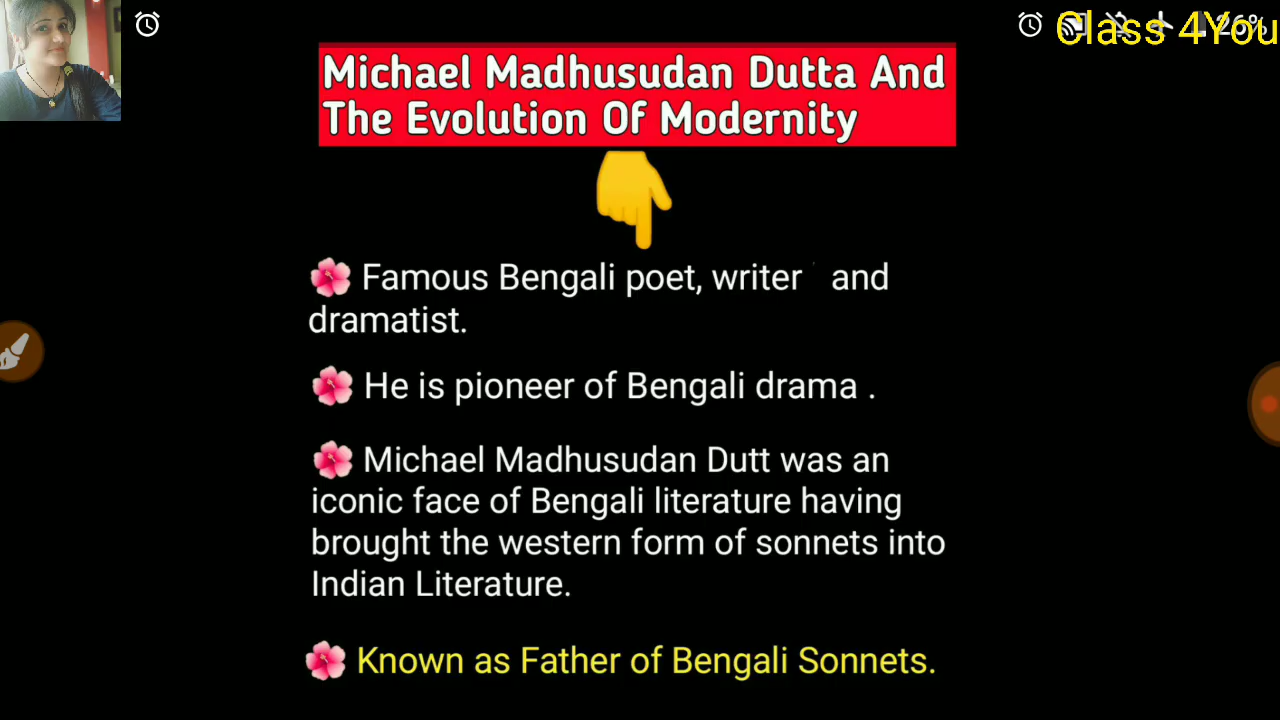 Class 4You
26%
Michael Madhusudan Dutta And
The Evolution Of Modernity
Famous Bengali poet, writer and
dramatist.
He is pioneer of Bengali drama .
Michael Madhusudan Dutt was an
iconic face of Bengali literature having
brought the western form of sonnets into
Indian Literature.
Known as Father of Bengali Sonnets.